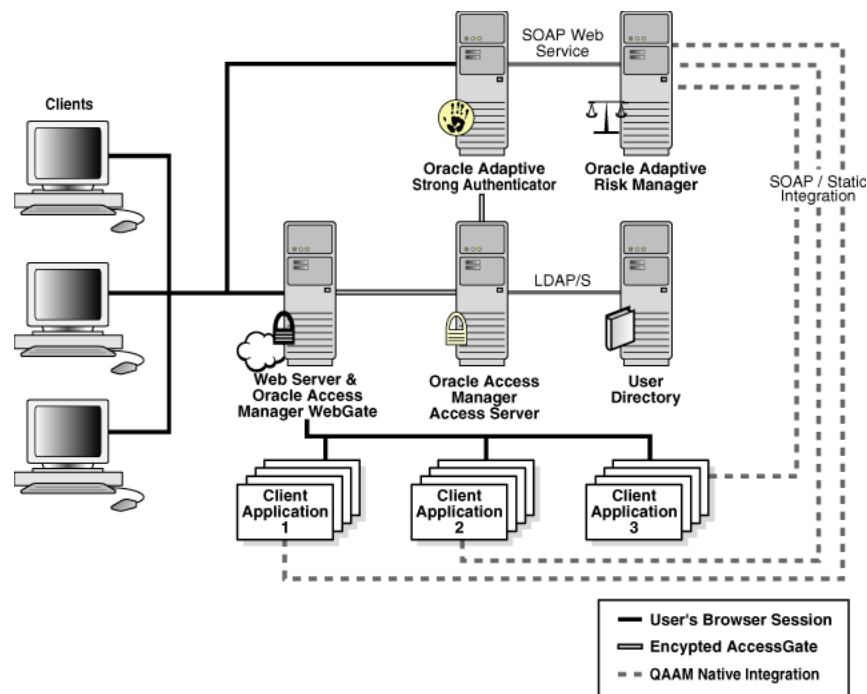 SOAP Web
Service
Clients
Oracle Adaptive
Strong Authenticator
Oracle Adaptive
Risk Manager
SOAP / Static
Integration
LDAP/S
Web Server &
Oracle Access
Manager WebGate
Oracle Access
Manager
Access Server
User
Directory
Client
Application
1
Client
Application
2
Client
Application
3
User's Browser Session
Encypted AccessGate
QAAM Native Integration